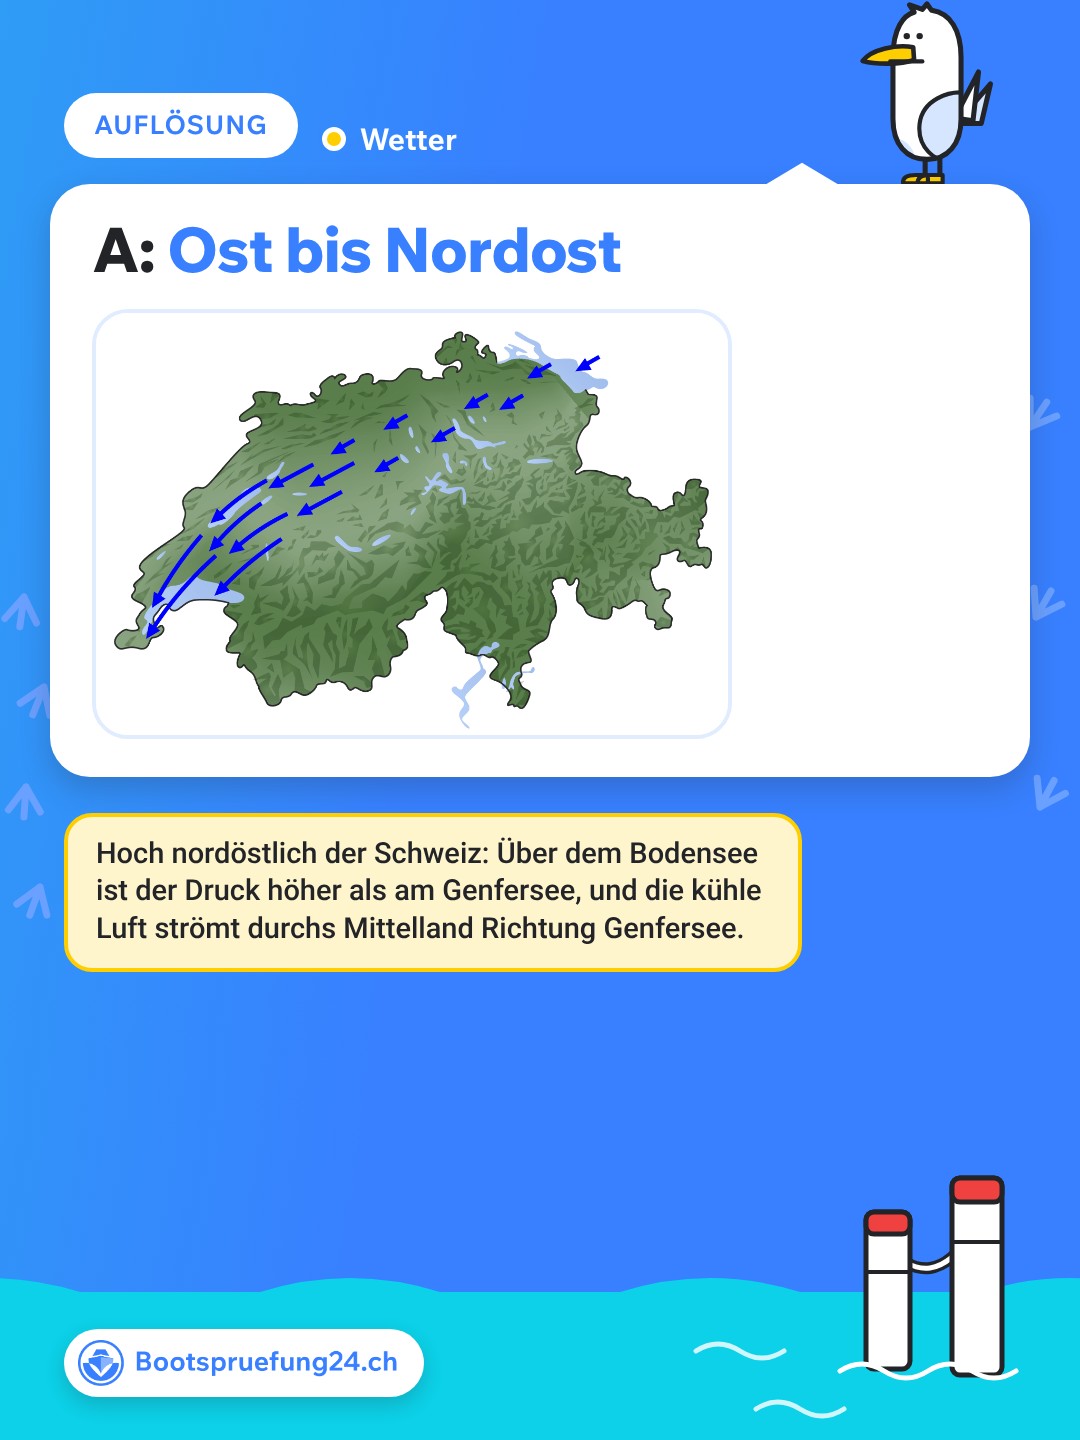 AUFLÖSUNG
Wetter
A: Ost bis Nordost
Hoch nordöstlich der Schweiz: Über dem Bodensee
ist der Druck höher als am Genfersee, und die kühle
Luft strömt durchs Mittelland Richtung Genfersee.
Bootspruefung24.ch